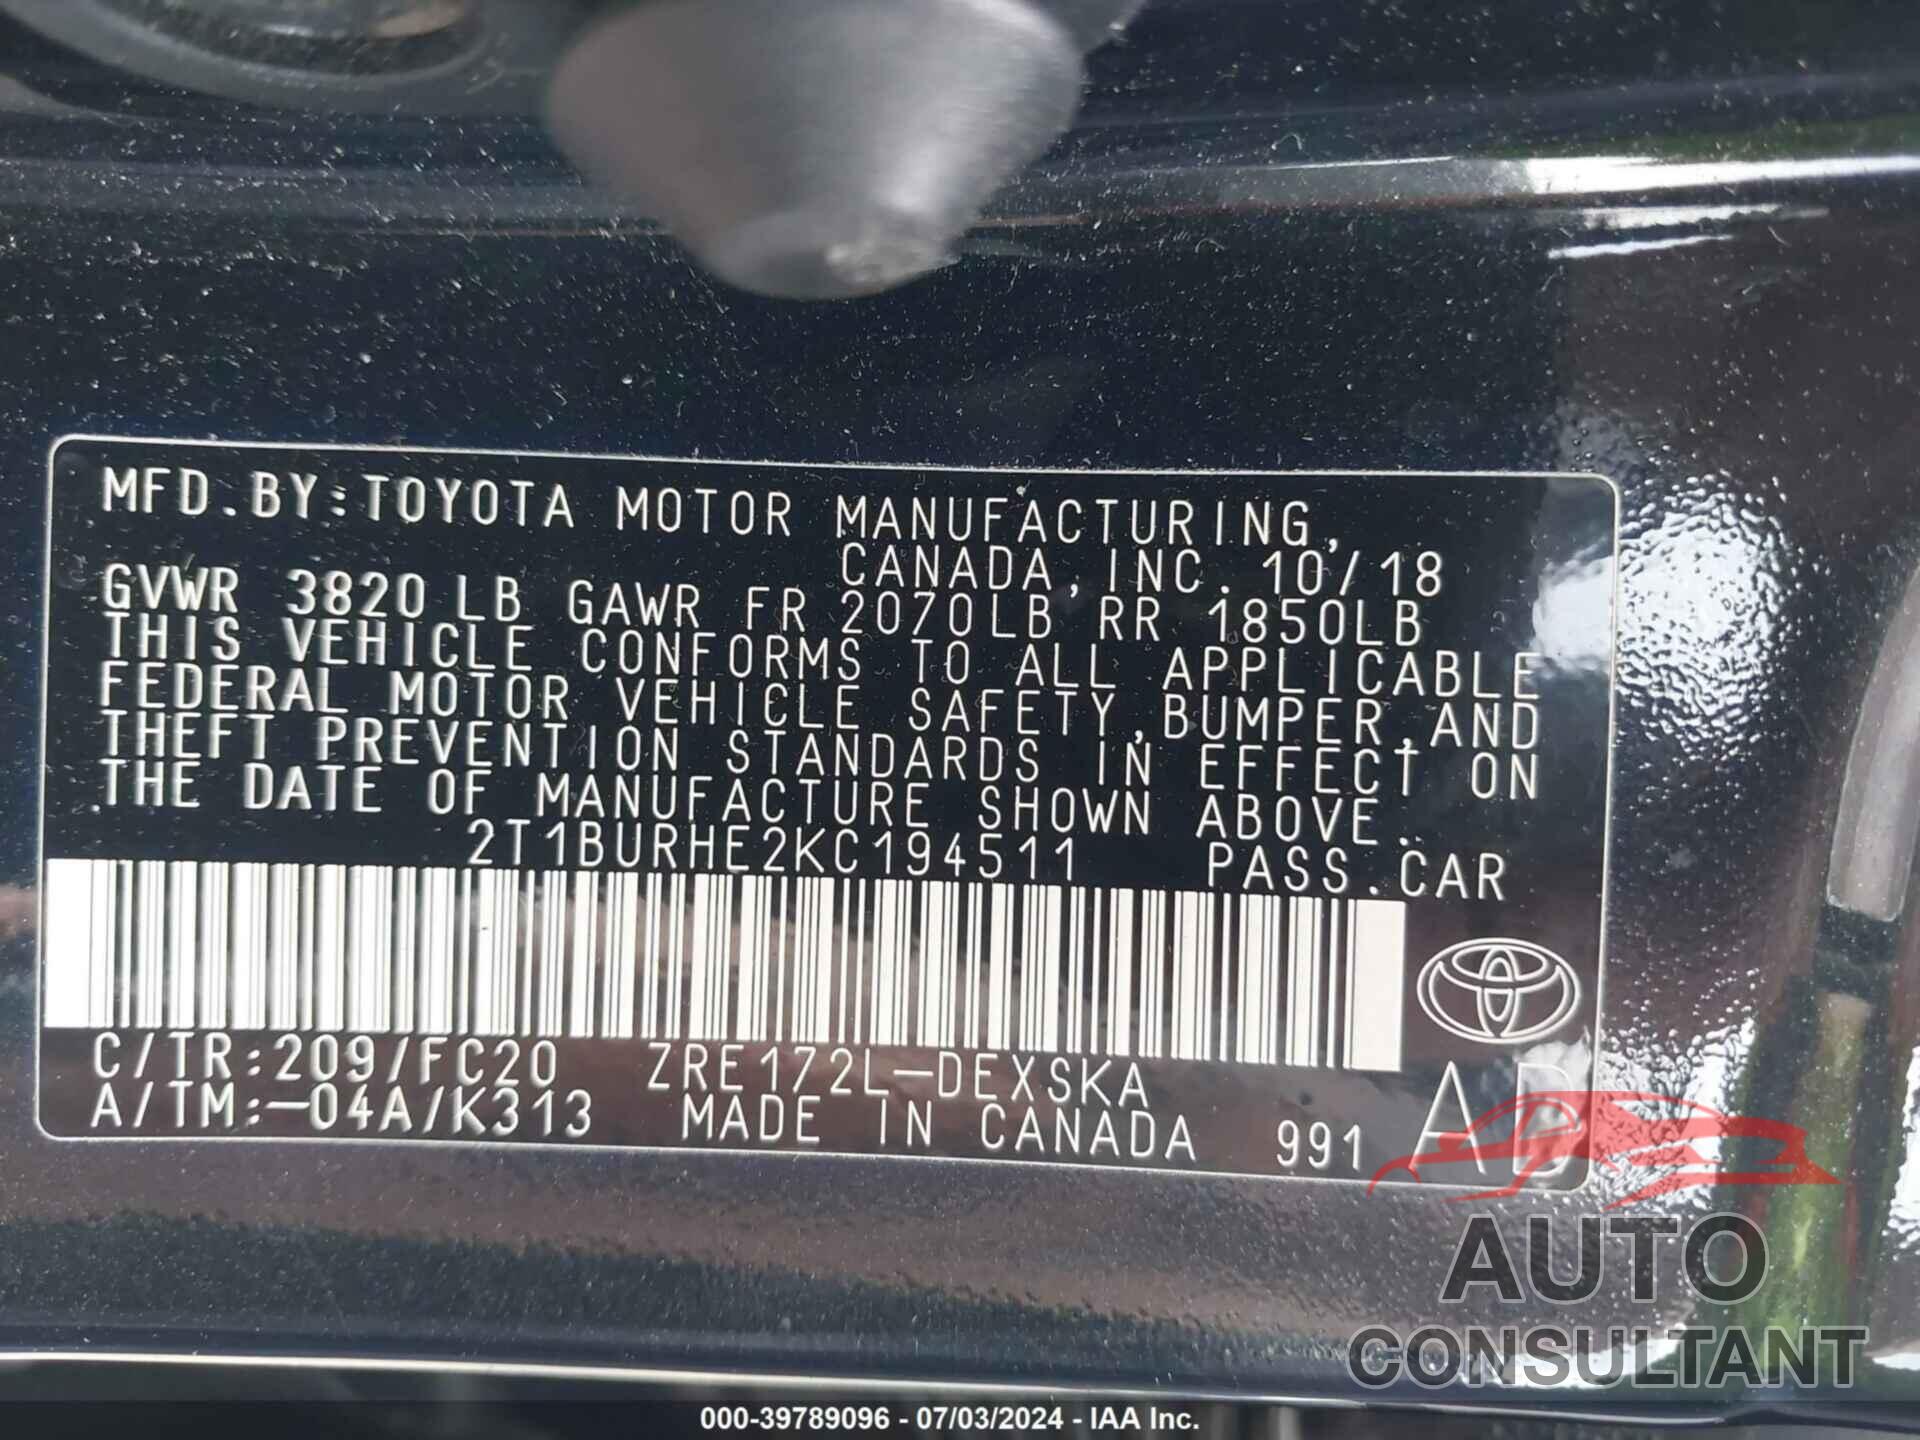 MFD.BY:TOYOTA MOTOR MANUFACTURING,
CANADA,INC. 10/18
GVWR 3820 LB GAWR FR 2070LB RR 1850LB
THIS VEHICLE CONFORMS TO ALL APPLICABLE
FEDERAL MOTOR VEHICLE SAFETY,BUMPER,AND
THEFT PREVENTION STANDARDS IN EFFECT ON
THE DATE OF MANUFACTURE SHOWN ABOVE.
2T1BURHE2KC194511 PASS.CAR
C/TR:209/FC20 ZRE172L-DEXSKA
A/TM:-04A/K313 MADE IN CANADA 991 AD
AUTO
CONSULTANT
000-39789096 - 07/03/2024 - IAA Inc.